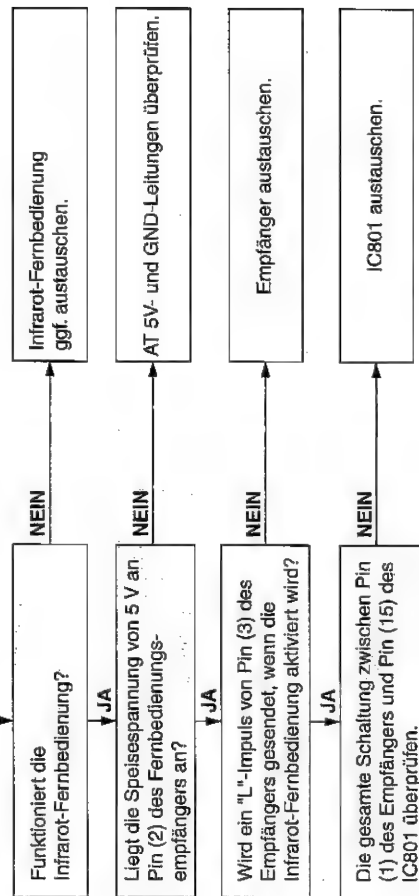 Funktioniert die
Infrarot-Fernbedienung?
NEIN
Infrarot-Fernbedienung
ggf. austauschen.
JA
Liegt die Speisespannung von 5 V an
Pin (2) des Fernbedienungs-
empfängers an?
NEIN
AT 5V- und GND-Leitungen überprüfen.
JA
Wird ein "L"-Impuls von Pin (3) des
Empfängers gesendet, wenn die
Infrarot-Fernbedienung aktiviert wird?
NEIN
Empfänger austauschen.
JA
Die gesamte Schaltung zwischen Pin
(1) des Empfängers und Pin (15) des
IC801 überprüfen.
NEIN
IC801 austauschen.